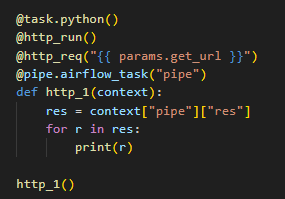 @task.python()
@http_run()
@http_req("{{ params.get_url }}")
@pipe.airflow_task("pipe")
def http_1(context):
    res = context["pipe"]["res"]
    for r in res:
        print(r)

http_1()